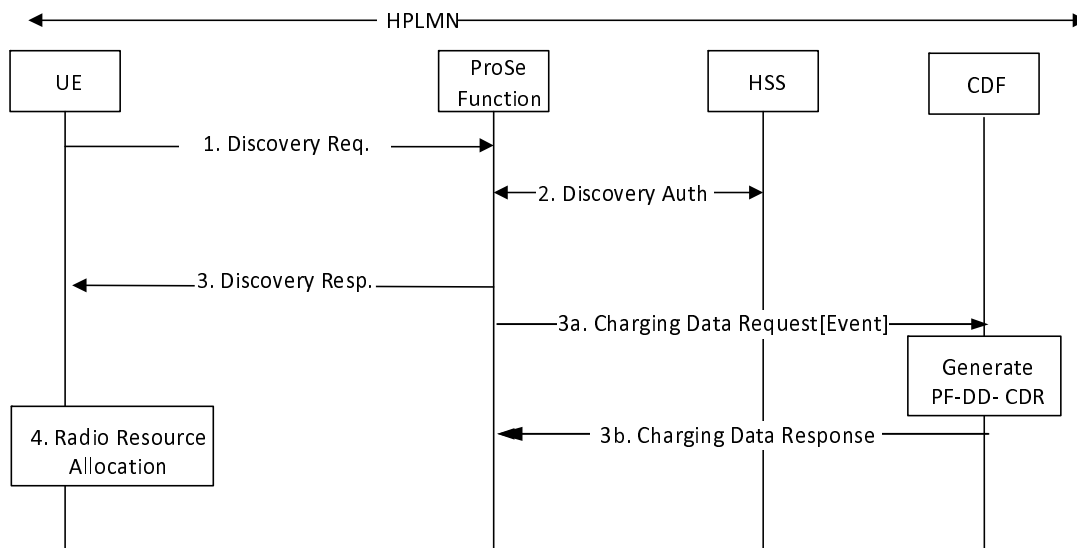 HPLMN
UE
ProSe
Function
HSS
CDF
1. Discovery Req.
2. Discovery Auth
3. Discovery Resp.
3a. Charging Data Request[Event]
Generate
PF-DD- CDR
4. Radio Resource
Allocation
3b. Charging Data Response